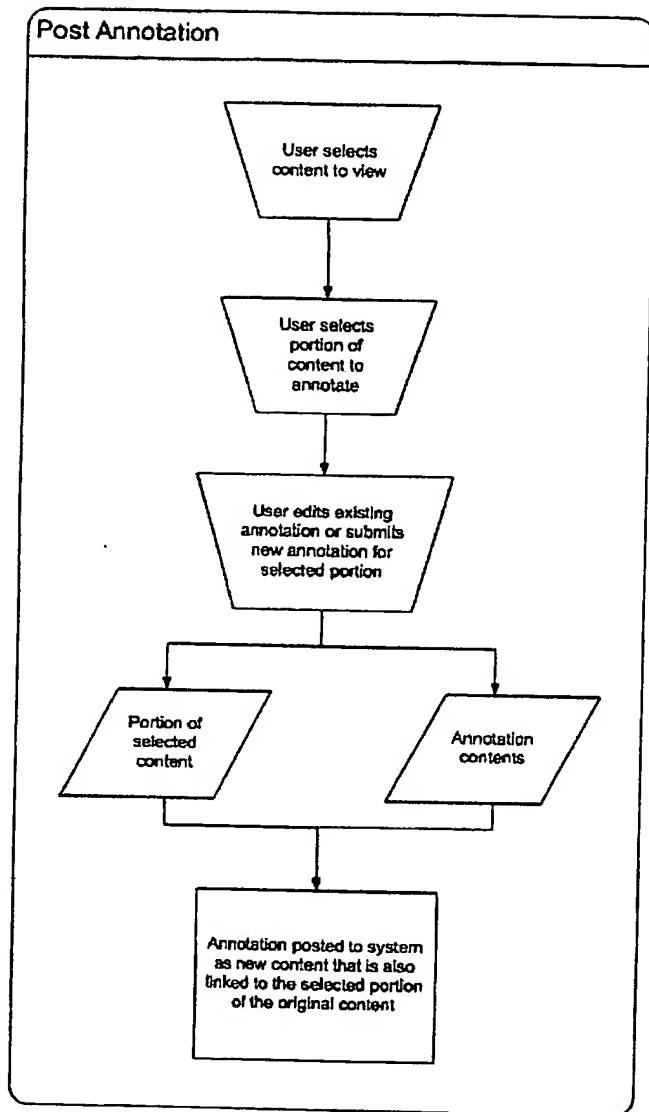 Post Annotation
User selects
content to view
User selects
portion of
content to
annotate
User edits existing
annotation or submits
new annotation for
selected portion
Portion of
selected
content
Annotation
contents
Annotation posted to system
as new content that is also
linked to the selected portion
of the original content